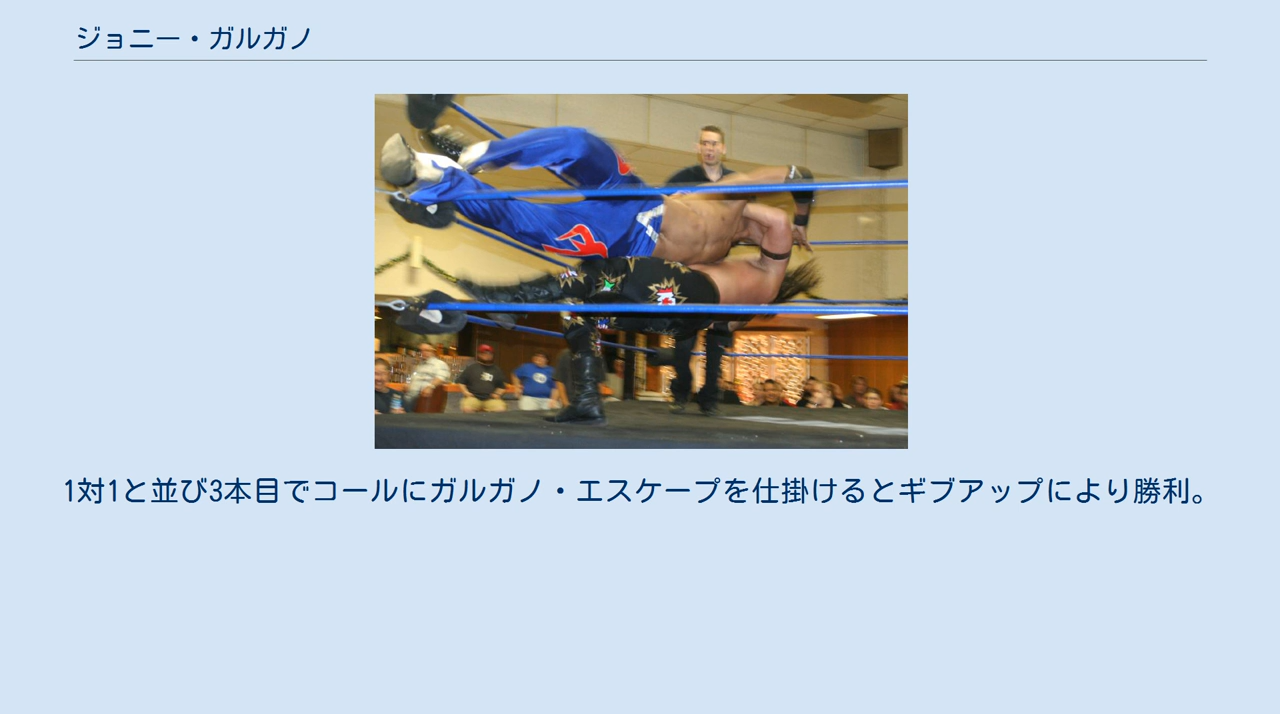 ジョニー・ガルガノ
1対1と並び3本目でコールにガルガノ・エスケープを仕掛けるとギブアップにより勝利。